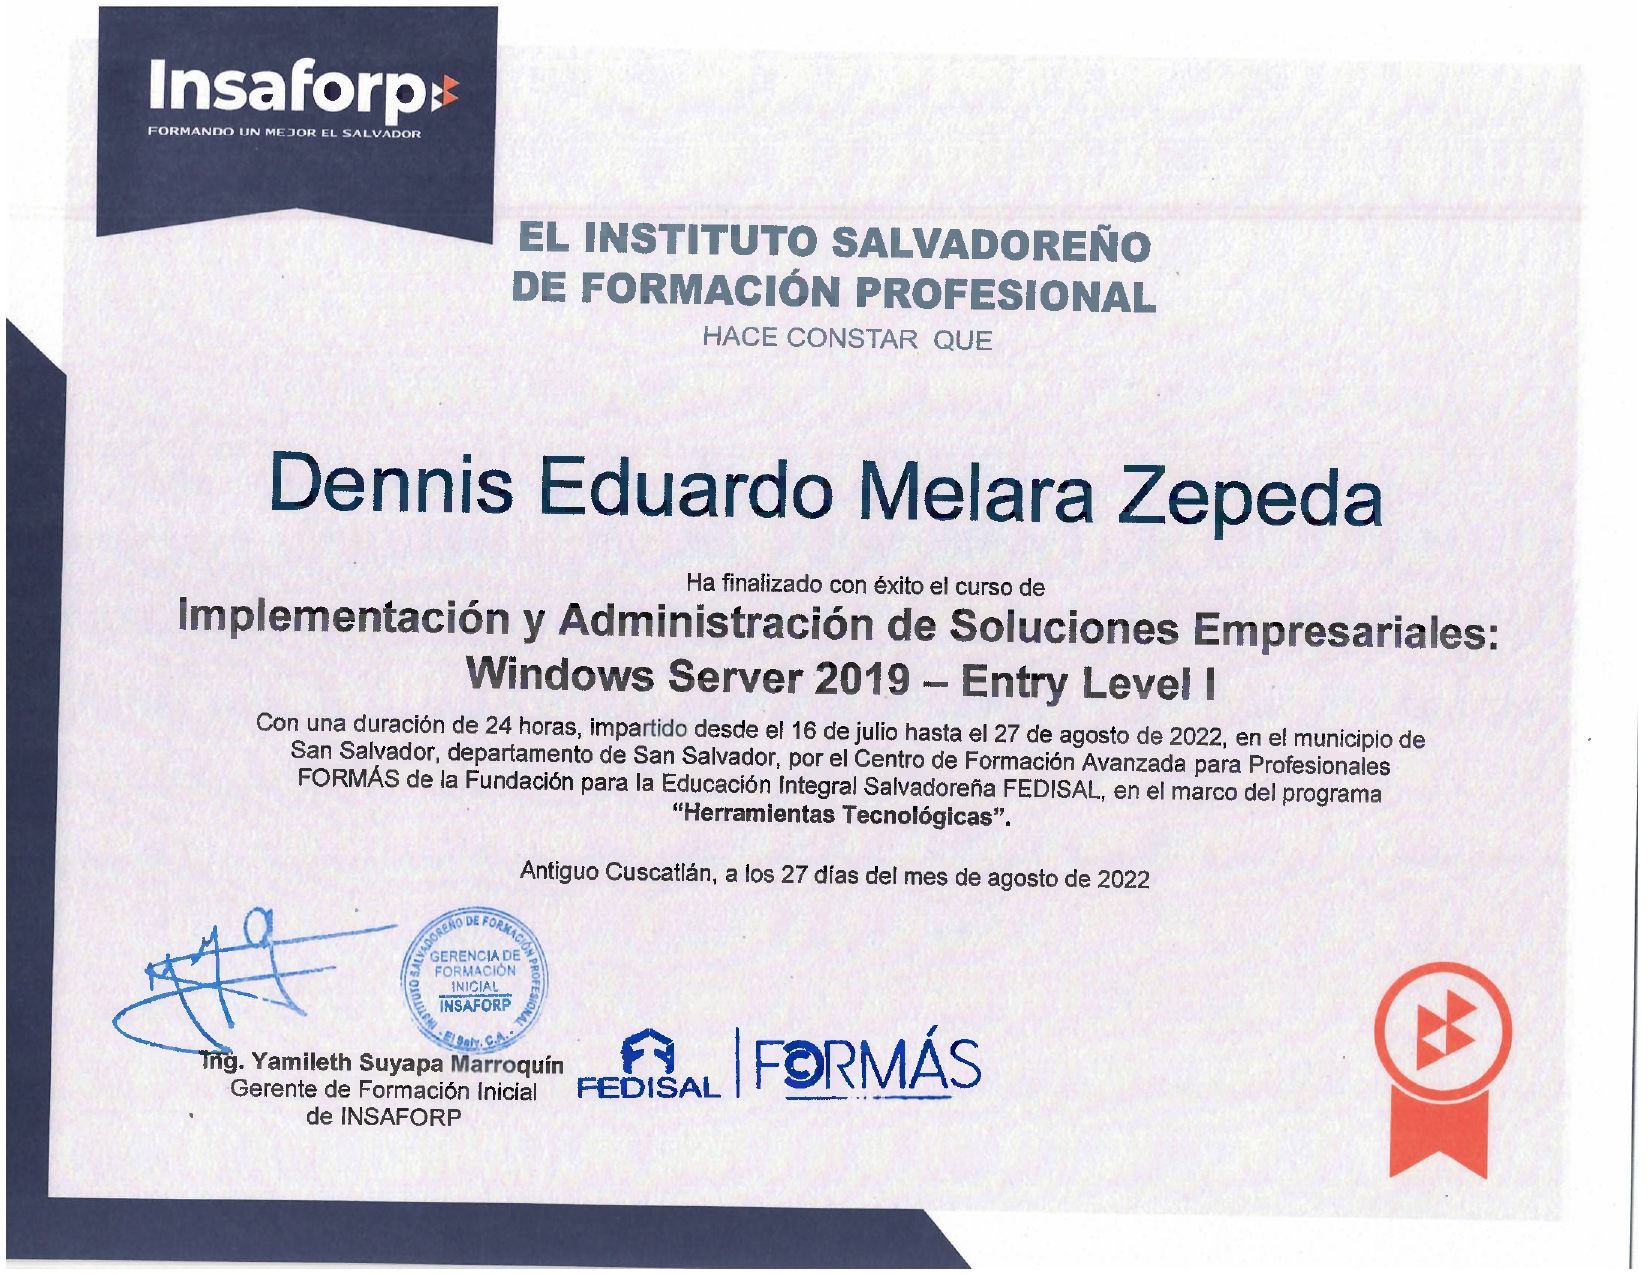 Insaforp
FORMANDO UN MEJOR EL SALVADOR
EL INSTITUTO SALVADOREÑO
DE FORMACIÓN PROFESIONAL
HACE CONSTAR QUE
Dennis Eduardo Melara Zepeda
Ha finalizado con éxito el curso de
Implementación y Administración de Soluciones Empresariales:
Windows Server 2019 – Entry Level I
Con una duración de 24 horas, impartido desde el 16 de julio hasta el 27 de agosto de 2022, en el municipio de
San Salvador, departamento de San Salvador, por el Centro de Formación Avanzada para Profesionales
FORMÁS de la Fundación para la Educación Integral Salvadoreña FEDISAL, en el marco del programa
“Herramientas Tecnológicas”.
Antiguo Cuscatlán, a los 27 días del mes de agosto de 2022
INSTITUTO SALVADOREÑO DE FORMACIÓN PROFESIONAL
GERENCIA DE
FORMACIÓN
INICIAL
INSAFORP
El Salv. C.A.
Ing. Yamileth Suyapa Marroquín
Gerente de Formación Inicial
de INSAFORP
FEDISAL
FORMÁS